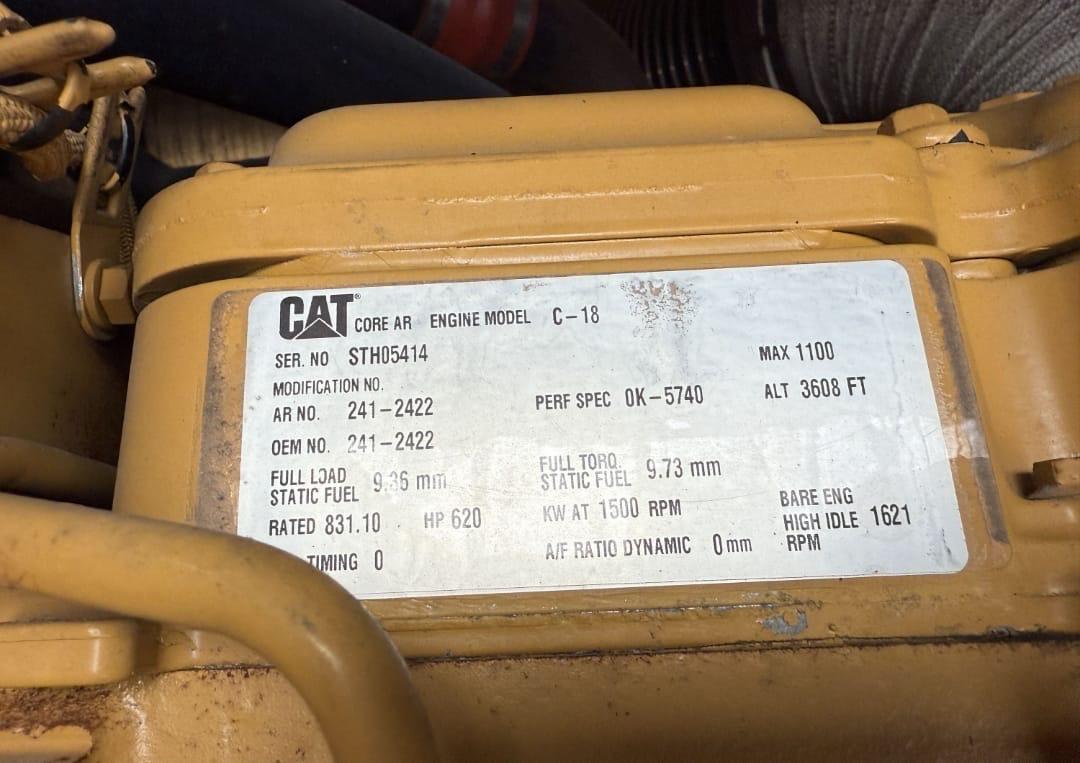 CAT® CORE AR ENGINE MODEL C-18
SER. NO STH05414 MAX 1100
MODIFICATION NO.
AR NO. 241-2422 PERF SPEC 0K-5740 ALT 3608 FT
OEM NO. 241-2422
FULL LOAD STATIC FUEL 9.36 mm FULL TORQ. STATIC FUEL 9.73 mm
RATED 831.10 HP 620 KW AT 1500 RPM BARE ENG HIGH IDLE 1621 RPM
TIMING 0 A/F RATIO DYNAMIC 0mm